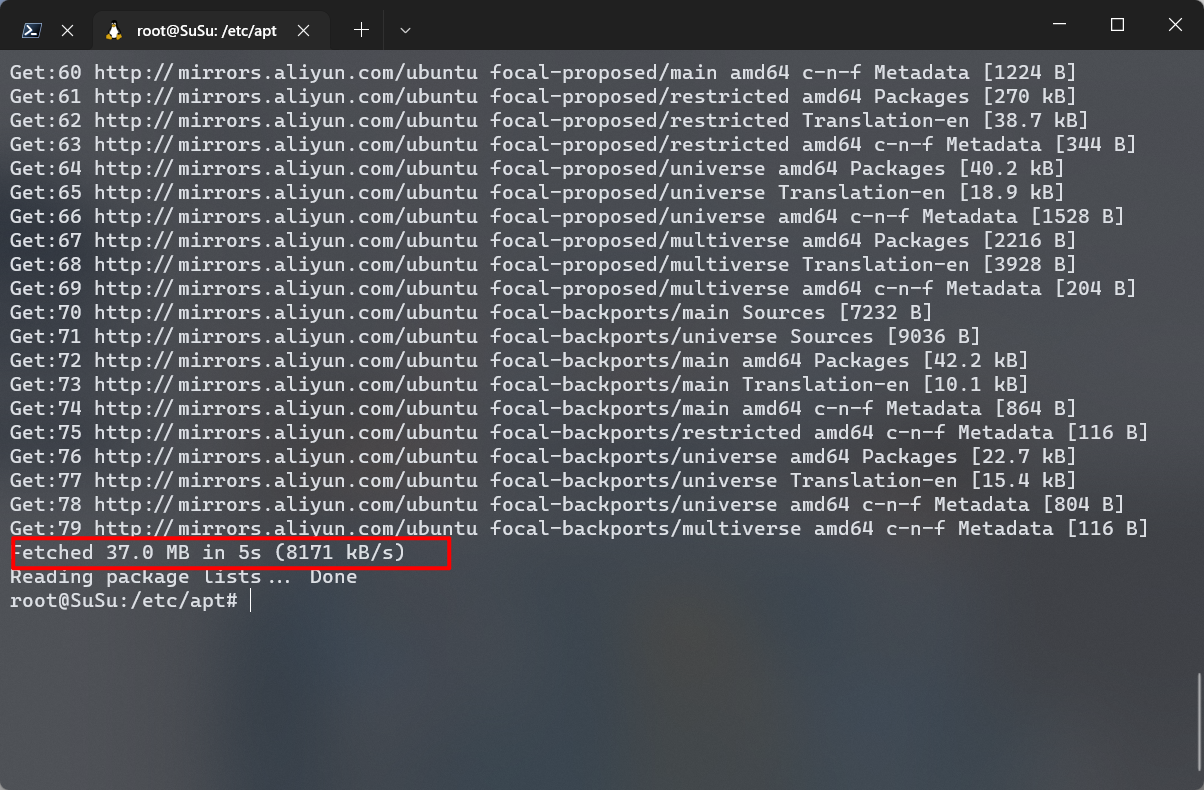 root@SuSu: /etc/apt
Get:60 http://mirrors.aliyun.com/ubuntu focal-proposed/main amd64 c-n-f Metadata [1224 B]
Get:61 http://mirrors.aliyun.com/ubuntu focal-proposed/restricted amd64 Packages [270 kB]
Get:62 http://mirrors.aliyun.com/ubuntu focal-proposed/restricted Translation-en [38.7 kB]
Get:63 http://mirrors.aliyun.com/ubuntu focal-proposed/restricted amd64 c-n-f Metadata [344 B]
Get:64 http://mirrors.aliyun.com/ubuntu focal-proposed/universe amd64 Packages [40.2 kB]
Get:65 http://mirrors.aliyun.com/ubuntu focal-proposed/universe Translation-en [18.9 kB]
Get:66 http://mirrors.aliyun.com/ubuntu focal-proposed/universe amd64 c-n-f Metadata [1528 B]
Get:67 http://mirrors.aliyun.com/ubuntu focal-proposed/multiverse amd64 Packages [2216 B]
Get:68 http://mirrors.aliyun.com/ubuntu focal-proposed/multiverse Translation-en [3928 B]
Get:69 http://mirrors.aliyun.com/ubuntu focal-proposed/multiverse amd64 c-n-f Metadata [204 B]
Get:70 http://mirrors.aliyun.com/ubuntu focal-backports/main Sources [7232 B]
Get:71 http://mirrors.aliyun.com/ubuntu focal-backports/universe Sources [9036 B]
Get:72 http://mirrors.aliyun.com/ubuntu focal-backports/main amd64 Packages [42.2 kB]
Get:73 http://mirrors.aliyun.com/ubuntu focal-backports/main Translation-en [10.1 kB]
Get:74 http://mirrors.aliyun.com/ubuntu focal-backports/main amd64 c-n-f Metadata [864 B]
Get:75 http://mirrors.aliyun.com/ubuntu focal-backports/restricted amd64 c-n-f Metadata [116 B]
Get:76 http://mirrors.aliyun.com/ubuntu focal-backports/universe amd64 Packages [22.7 kB]
Get:77 http://mirrors.aliyun.com/ubuntu focal-backports/universe Translation-en [15.4 kB]
Get:78 http://mirrors.aliyun.com/ubuntu focal-backports/universe amd64 c-n-f Metadata [804 B]
Get:79 http://mirrors.aliyun.com/ubuntu focal-backports/multiverse amd64 c-n-f Metadata [116 B]
Fetched 37.0 MB in 5s (8171 kB/s)
Reading package lists... Done
root@SuSu:/etc/apt#